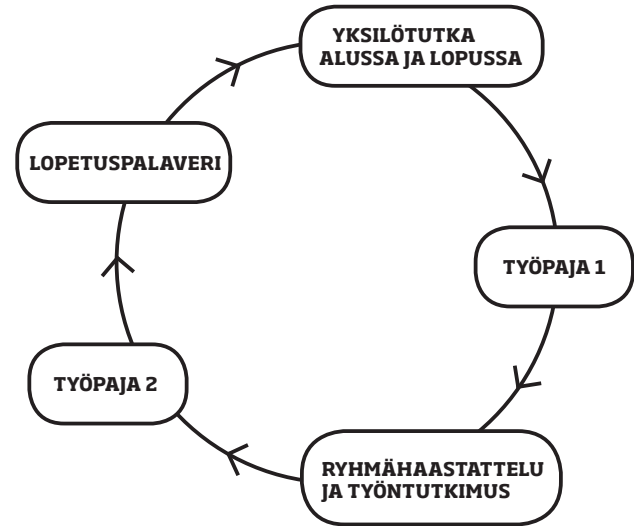 YKSILÖTUTKA
ALUSSA JA LOPUSSA
TYÖPAJA 1
RYHMÄHAASTATTELU
JA TYÖNTUTKIMUS
TYÖPAJA 2
LOPETUSPALAVERI